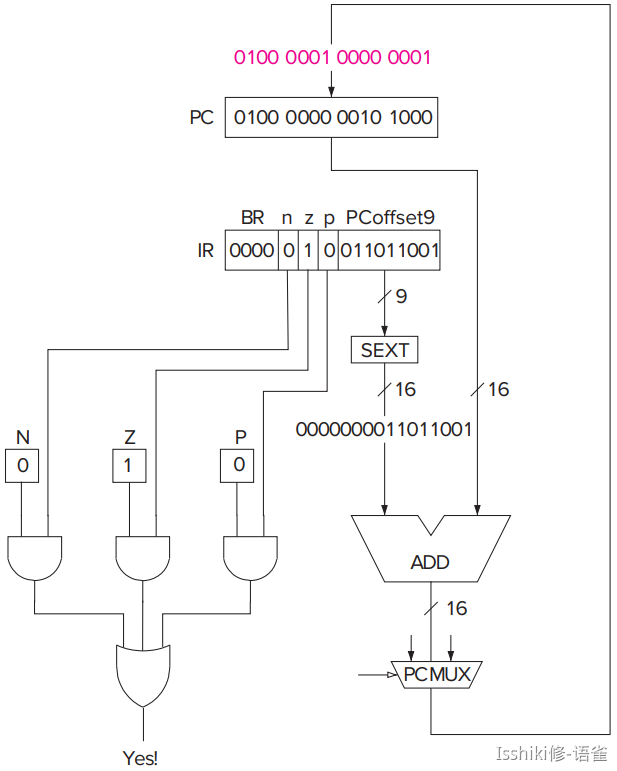 0100 0001 0000 0001
PC 0100 0000 0010 1000
BR n z p PCoffset9
IR 0000 0 1 0 011011001
9
SEXT
16 16
0000000011011001
N Z P
0 1 0
ADD
16
PCMUX
Yes!
Isshiki修-语雀